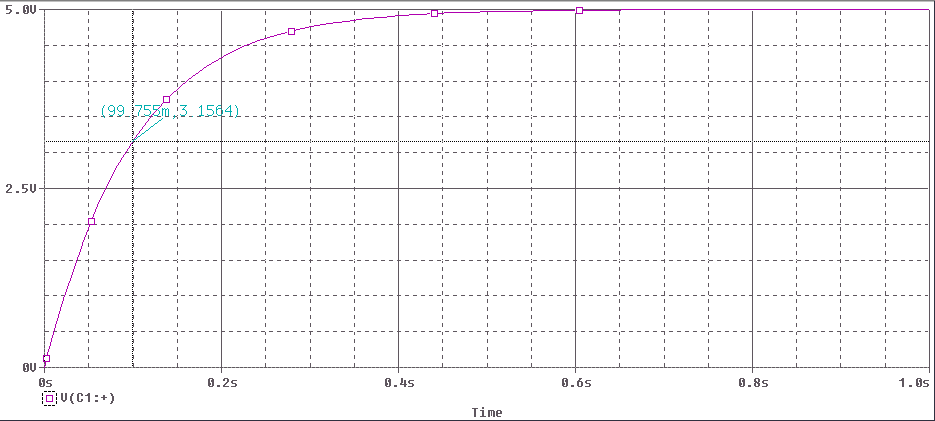 5.0V
(99.755m,3.1564)
2.5V
0V
0s 0.2s 0.4s 0.6s 0.8s 1.0s
V(C1:+)
Time